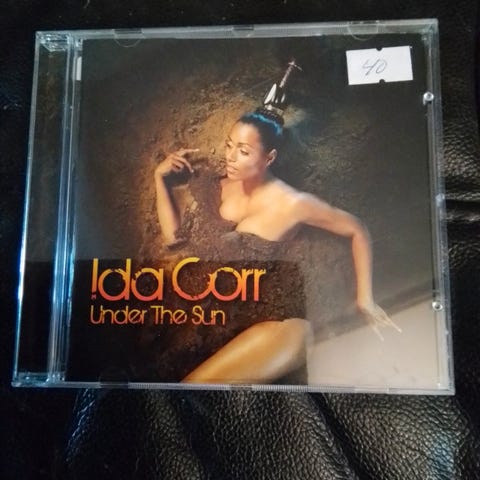 40
Ida Corr
Under The Sun